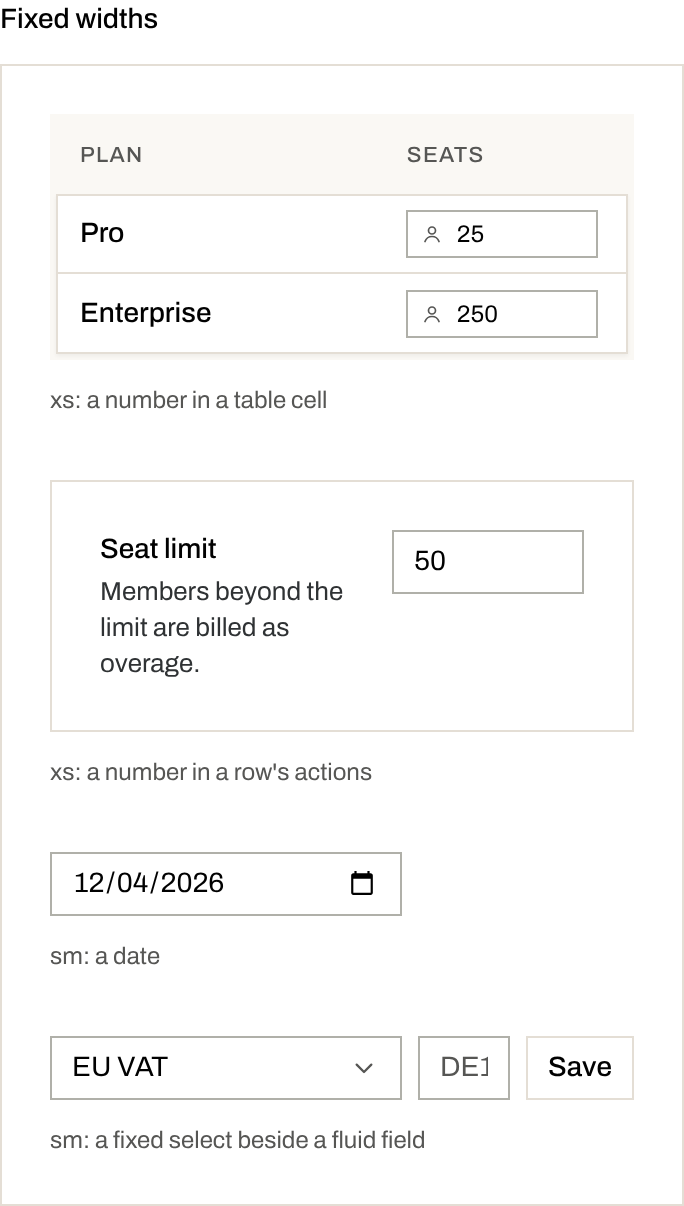 Fixed widths
PLAN SEATS
Pro 25
Enterprise 250
xs: a number in a table cell
Seat limit 50
Members beyond the
limit are billed as
overage.
xs: a number in a row's actions
12/04/2026
sm: a date
EU VAT DE1 Save
sm: a fixed select beside a fluid field